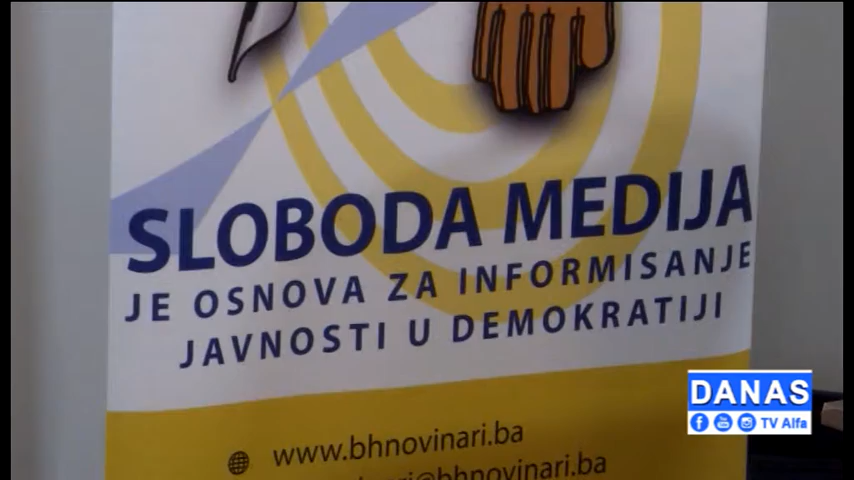 SLOBODA MEDIJA
JE OSNOVA ZA INFORMISANJE
JAVNOSTI U DEMOKRATIJI
www.bhnovinari.ba
DANAS
TV Alfa